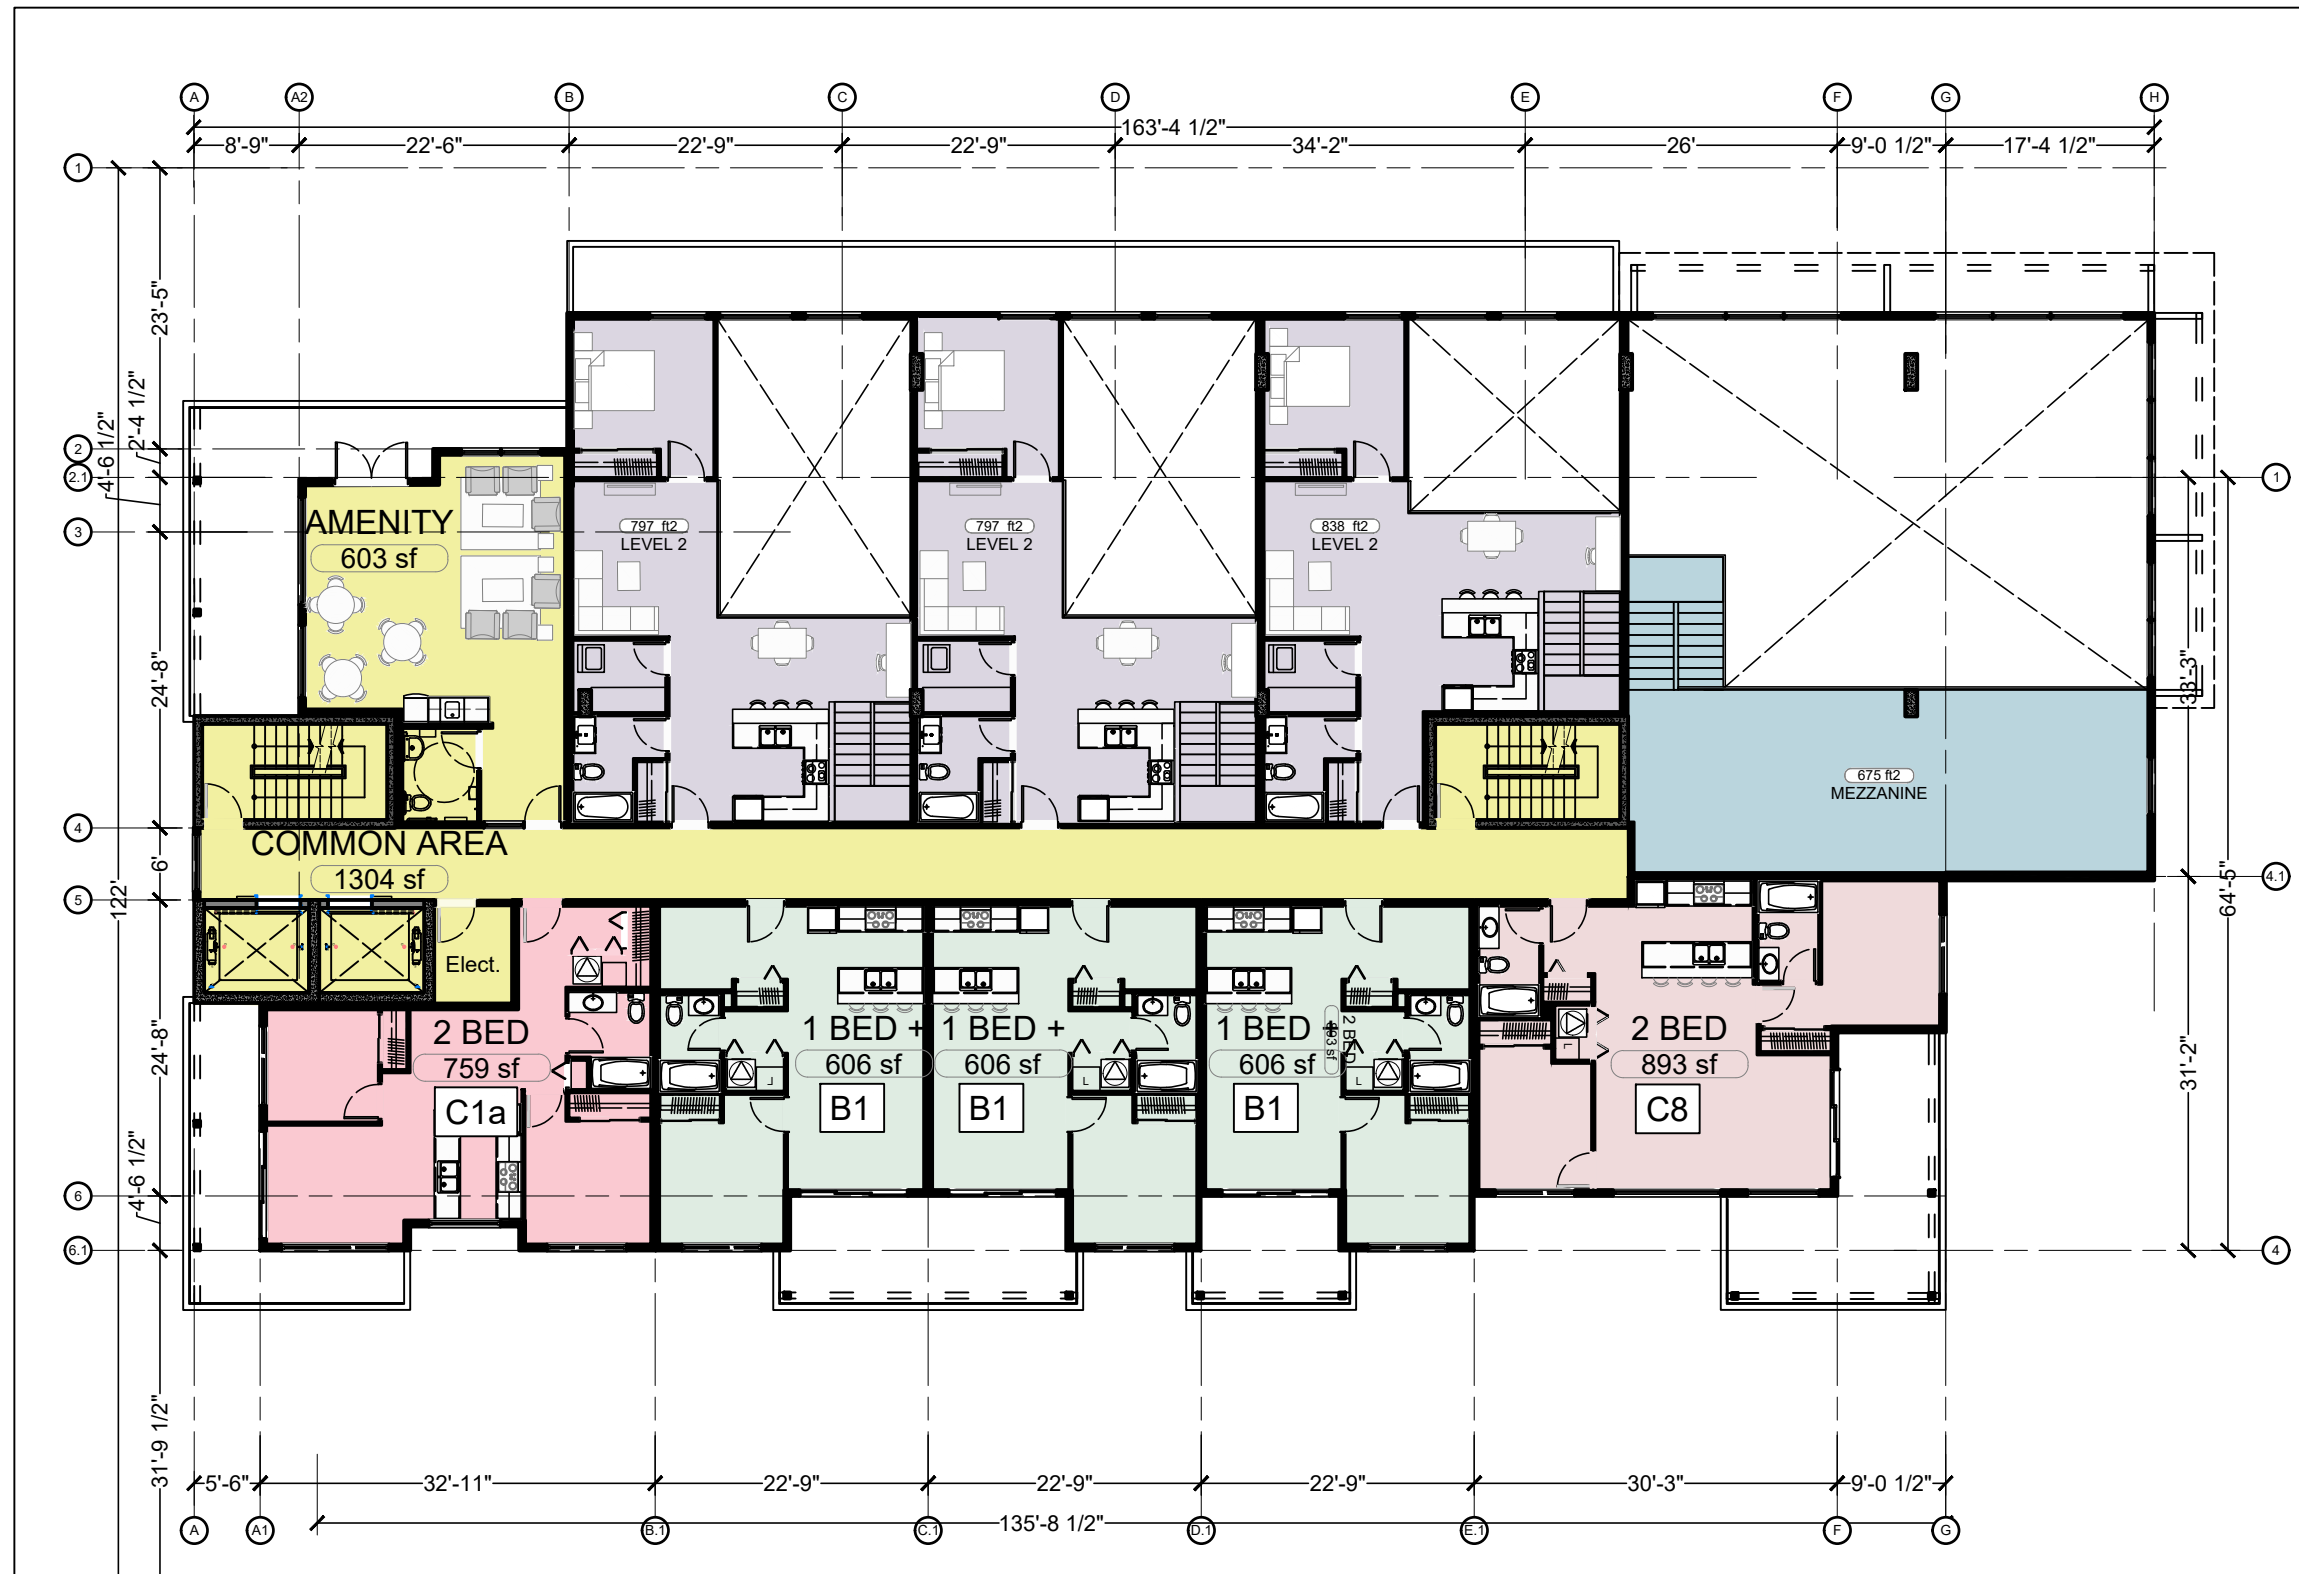 A A2 B C D E F G H
163'-4 1/2"
8'-9" 22'-6" 22'-9" 22'-9" 34'-2" 26' 9'-0 1/2" 17'-4 1/2"
1
23'-5"
2'-4 1/2"
4'-6 1/2"
2
2.1
1
3
AMENITY
603 sf
797 ft2
LEVEL 2
797 ft2
LEVEL 2
838 ft2
LEVEL 2
24'-8"
33'-3"
675 ft2
MEZZANINE
4
COMMON AREA
1304 sf
6'
122'
5
4.1
64'-5"
Elect.
24'-8"
2 BED
759 sf
C1a
1 BED +
606 sf
B1
1 BED +
606 sf
B1
1 BED +
606 sf
B1
2 BED
893 sf
2 BED
893 sf
C8
L
L
L
L
31'-2"
4'-6 1/2"
6
6.1
4
31'-9 1/2"
5'-6" 32'-11" 22'-9" 22'-9" 22'-9" 30'-3" 9'-0 1/2"
135'-8 1/2"
A A1 B.1 C.1 D.1 E.1 F G